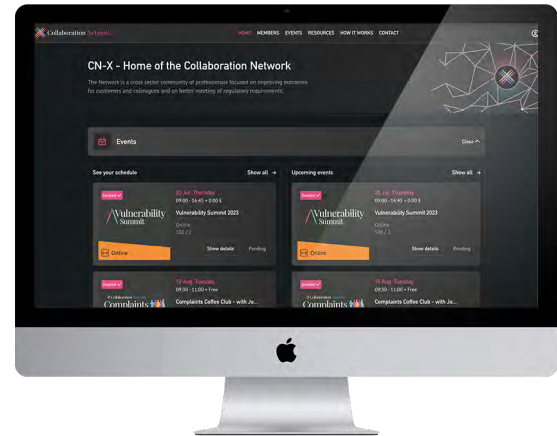 Collaboration Network
HOME MEMBERS EVENTS RESOURCES HOW IT WORKS CONTACT
CN-X - Home of the Collaboration Network
The Network is a cross sector community of professionals focused on improving outcomes
for customers and colleagues and on better meeting of regulatory requirements.
Events
Close
See your schedule
Show all →
Upcoming events
Show all →
Booked ✓
20 Jul, Thursday
09:00 - 16:45 • 0.00 £
Vulnerability
Summit
Vulnerability Summit 2023
Online
500 / 2
Online
Show details
Pending
Booked ✓
20 Jul, Thursday
09:00 - 16:45 • 0.00 £
Vulnerability
Summit
Vulnerability Summit 2023
Online
500 / 2
Online
Show details
Pending
Booked ✓
15 Aug, Tuesday
09:30 - 11:00 • Free
Complaints
Complaints Coffee Club - with Jo...
Booked ✓
15 Aug, Tuesday
09:30 - 11:00 • Free
Complaints
Complaints Coffee Club - with Jo...